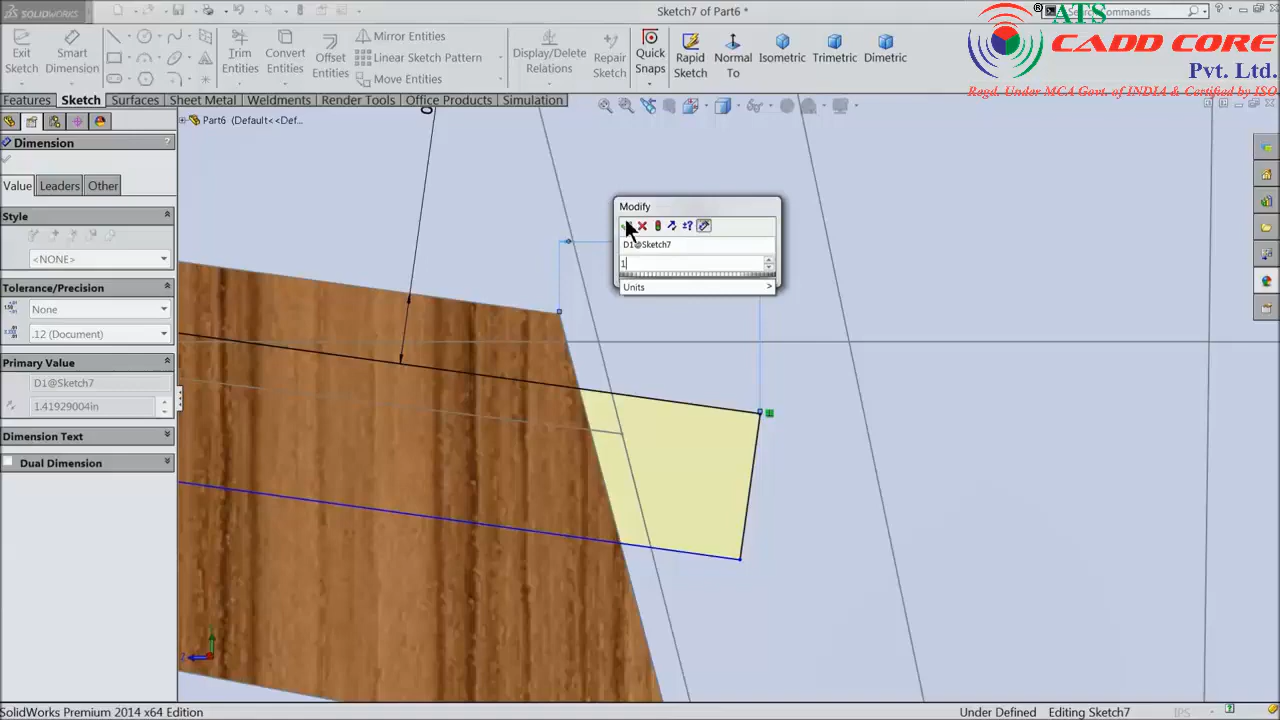 SOLIDWORKS
Sketch7 of Part6 *
Commands
ATS
®
CADD CORE
Pvt. Ltd.
Regd. Under MCA Govt. of INDIA & Certified by ISO
Exit Sketch
Smart Dimension
Trim Entities
Convert Entities
Offset Entities
Mirror Entities
Linear Sketch Pattern
Move Entities
Display/Delete Relations
Repair Sketch
Quick Snaps
Rapid Sketch
Normal To
Isometric
Trimetric
Dimetric
Features
Sketch
Surfaces
Sheet Metal
Weldments
Render Tools
Office Products
Simulation
Part6 (Default<<Def...
Dimension
?
Value
Leaders
Other
Style
<NONE>
Tolerance/Precision
None
.12 (Document)
Primary Value
D1@Sketch7
1.41929004in
Dimension Text
Dual Dimension
Modify
D1@Sketch7
1
Units >
SolidWorks Premium 2014 x64 Edition
Under Defined
Editing Sketch7
IPS